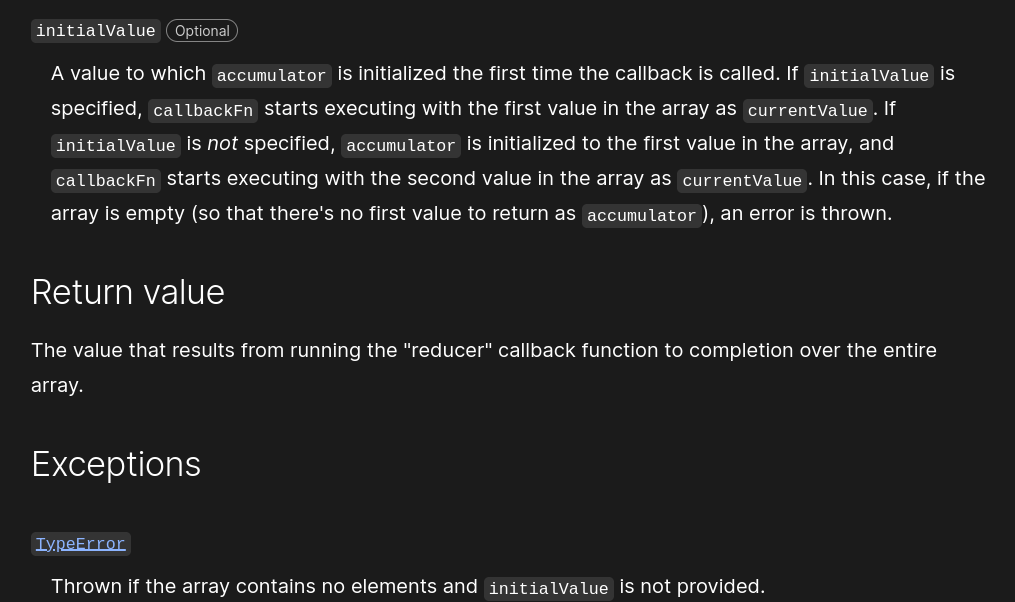 initialValue Optional
A value to which accumulator is initialized the first time the callback is called. If initialValue is
specified, callbackFn starts executing with the first value in the array as currentValue. If
initialValue is not specified, accumulator is initialized to the first value in the array, and
callbackFn starts executing with the second value in the array as currentValue. In this case, if the
array is empty (so that there's no first value to return as accumulator), an error is thrown.
Return value
The value that results from running the "reducer" callback function to completion over the entire
array.
Exceptions
TypeError
Thrown if the array contains no elements and initialValue is not provided.